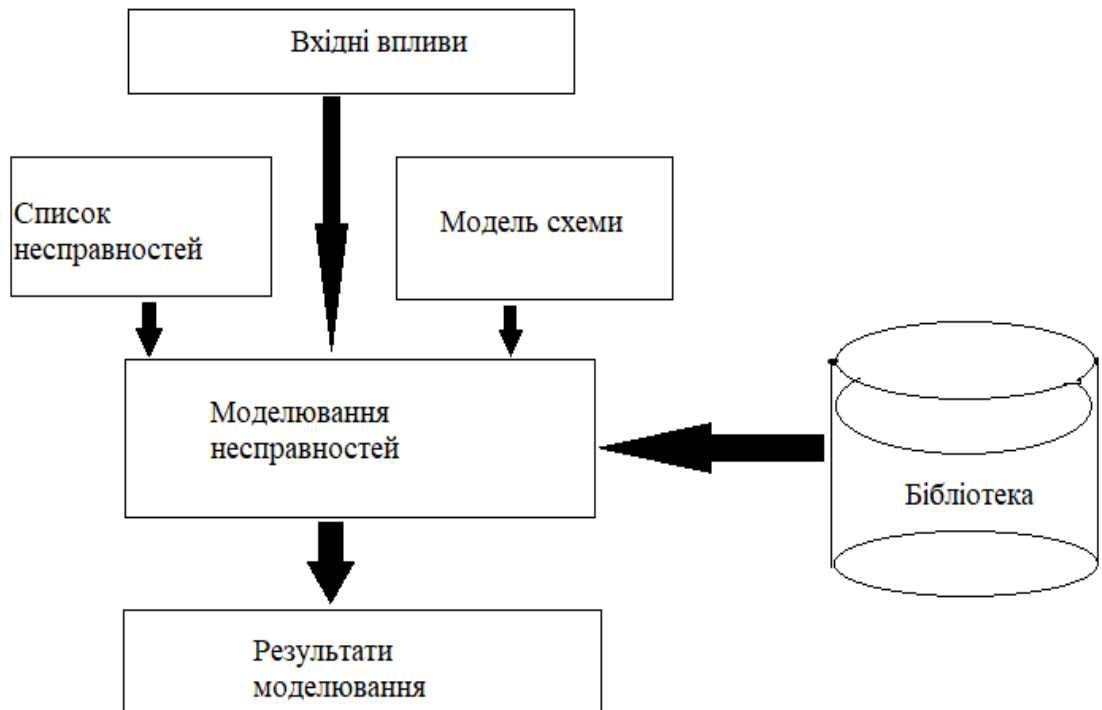 Вхідні впливи
Список
несправностей
Модель схеми
Моделювання
несправностей
Бібліотека
Результати
моделювання